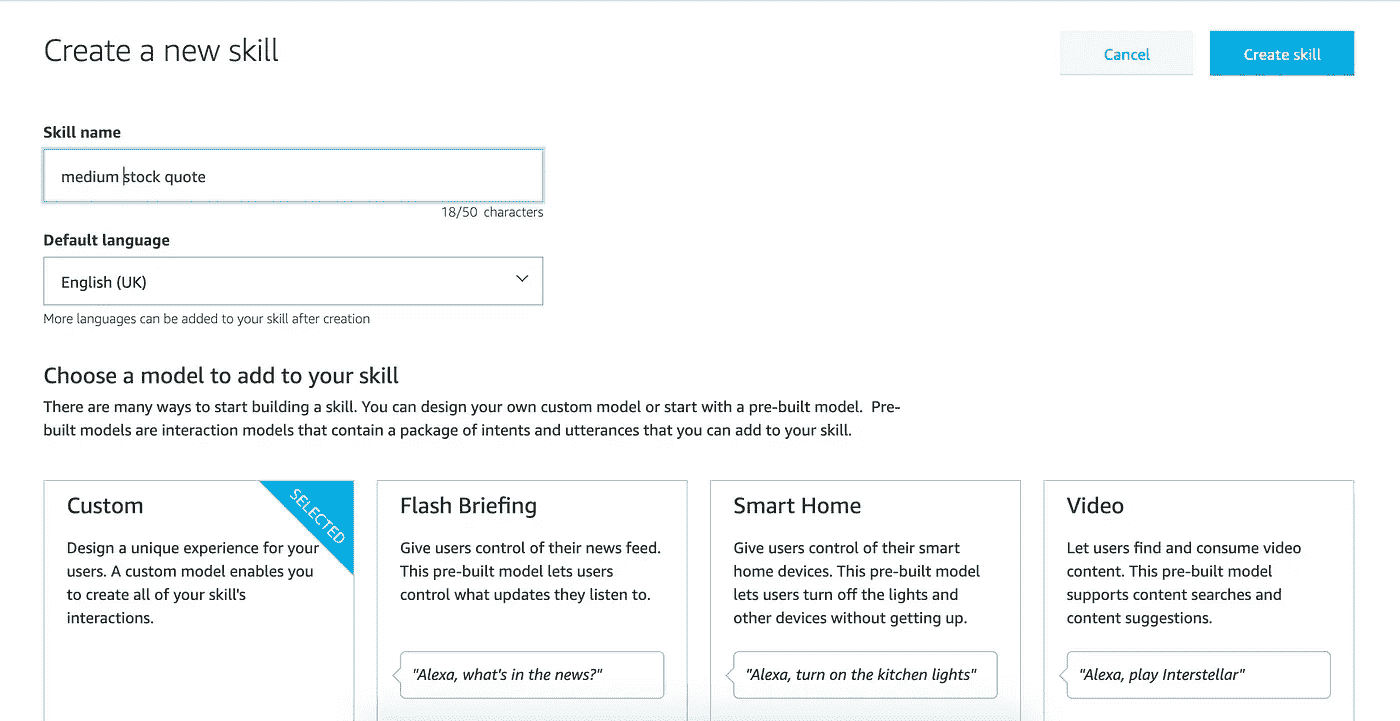 Create a new skill
Cancel
Create skill
Skill name
medium stock quote
18/50 characters
Default language
English (UK)
More languages can be added to your skill after creation
Choose a model to add to your skill
There are many ways to start building a skill. You can design your own custom model or start with a pre-built model. Pre-
built models are interaction models that contain a package of intents and utterances that you can add to your skill.
Custom
SELECTED
Design a unique experience for your
users. A custom model enables you
to create all of your skill's
interactions.
Flash Briefing
Give users control of their news feed.
This pre-built model lets users
control what updates they listen to.
"Alexa, what's in the news?"
Smart Home
Give users control of their smart
home devices. This pre-built model
lets users turn off the lights and
other devices without getting up.
"Alexa, turn on the kitchen lights"
Video
Let users find and consume video
content. This pre-built model
supports content searches and
content suggestions.
"Alexa, play Interstellar"